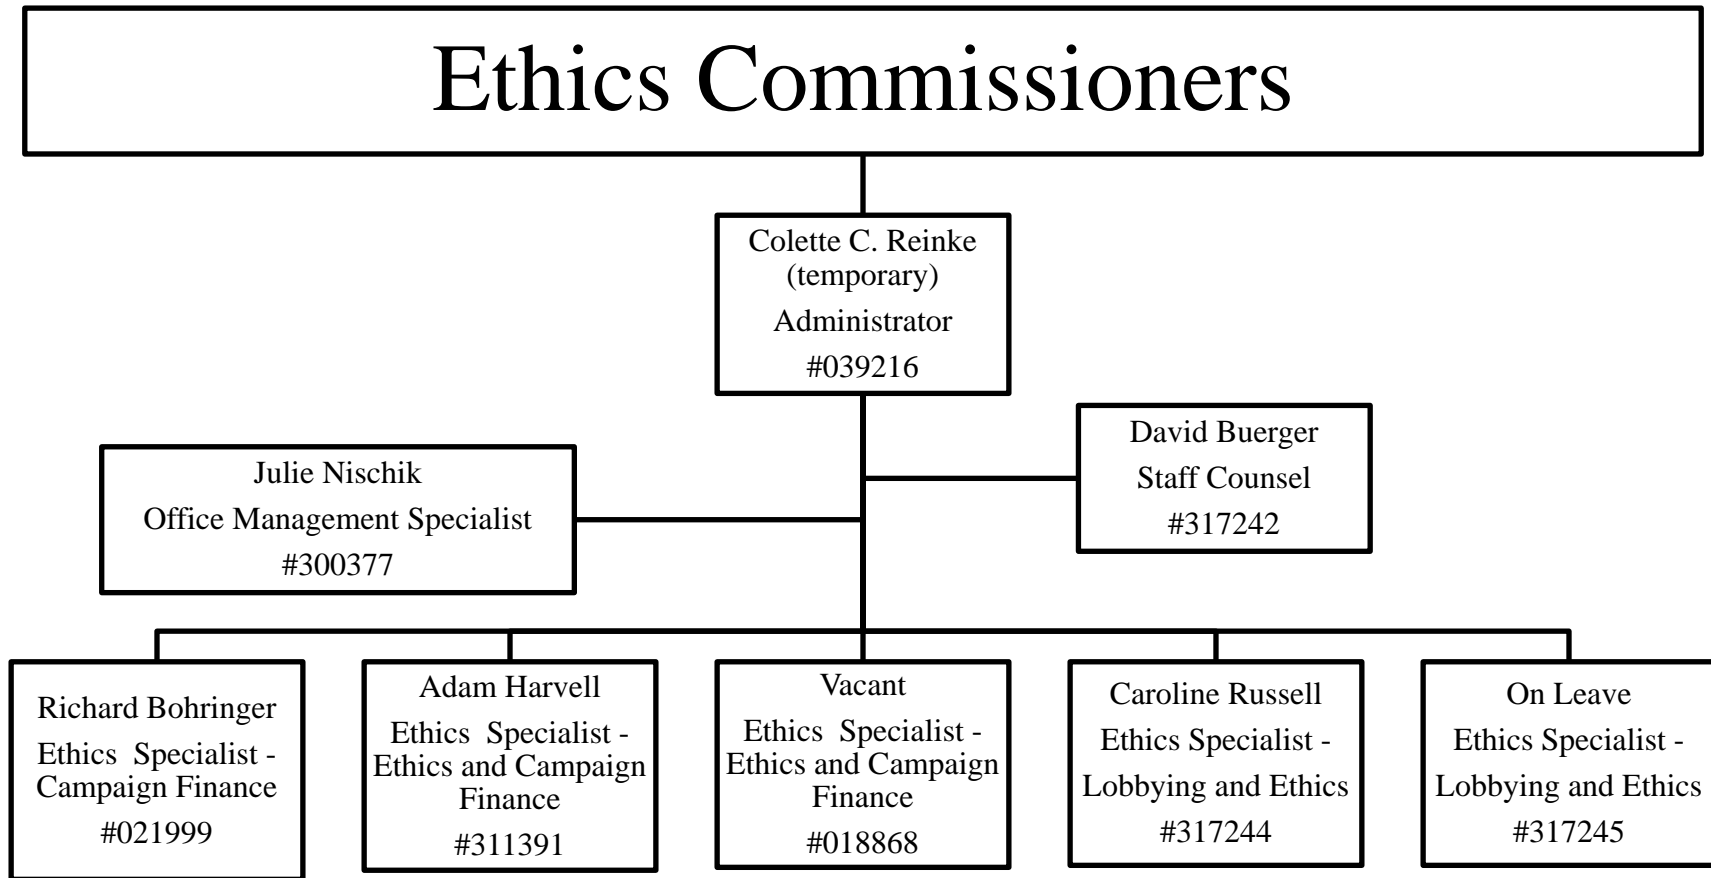 Ethics Commissioners
Colette C. Reinke
(temporary)
Administrator
#039216
David Buerger
Staff Counsel
#317242
Julie Nischik
Office Management Specialist
#300377
Richard Bohringer
Ethics  Specialist -
Campaign Finance
#021999
Adam Harvell
Ethics  Specialist -
Ethics and Campaign
Finance
#311391
Vacant
Ethics  Specialist -
Ethics and Campaign
Finance
#018868
Caroline Russell
Ethics Specialist -
Lobbying and Ethics
#317244
On Leave
Ethics Specialist -
Lobbying and Ethics
#317245